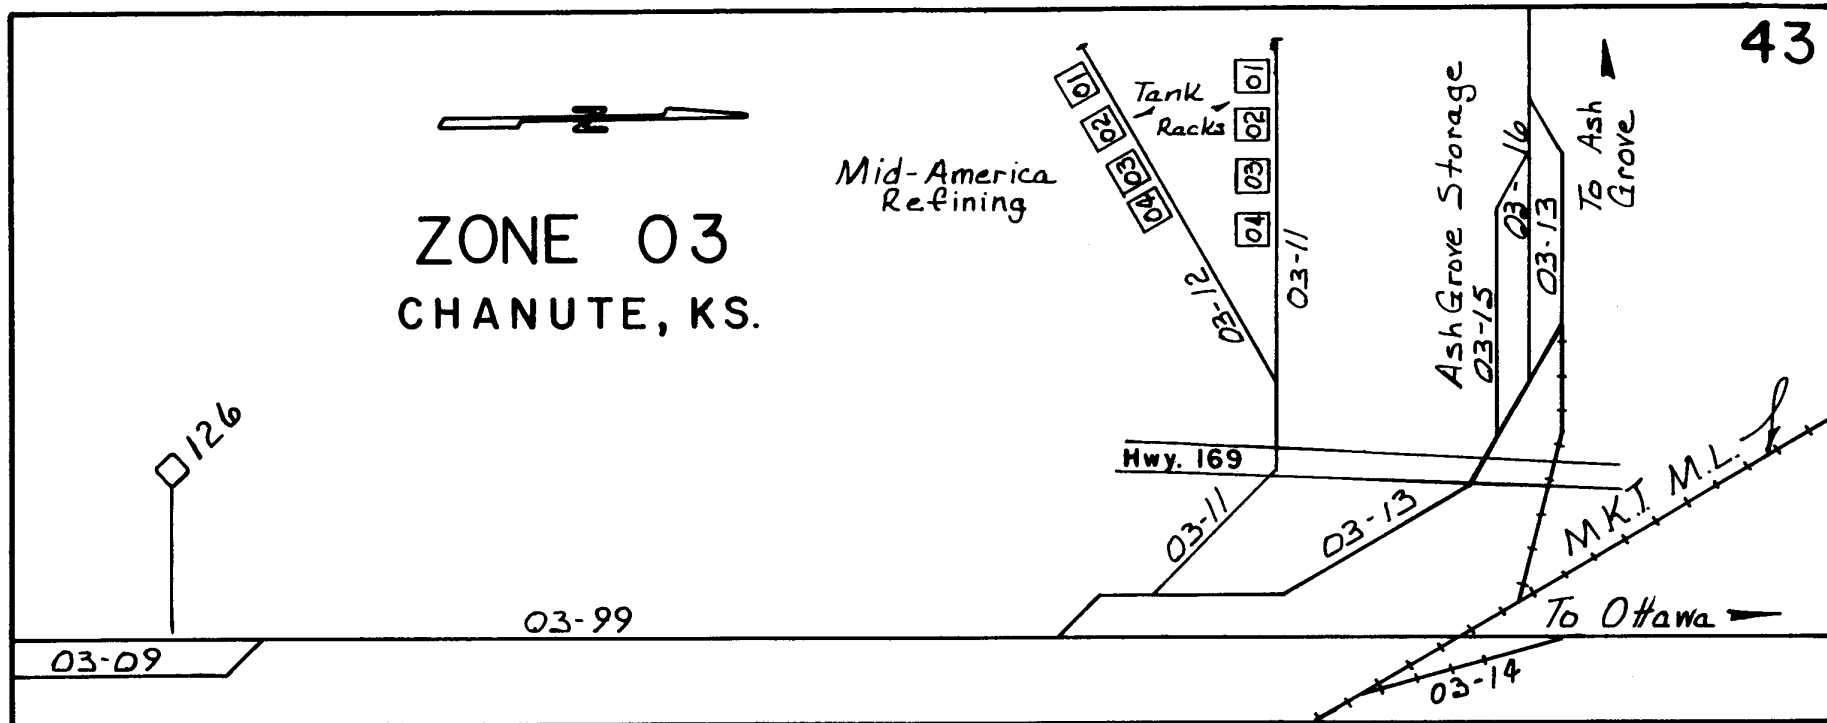 43
N
ZONE 03
CHANUTE, KS.
126
Mid-America
Refining
Tank
Racks
01
02
03
04
03-12
01
02
03
04
03-11
Ash Grove Storage
03-15
03-16
03-13
To Ash
Grove
Hwy. 169
03-11
03-13
M.K.T. M.L.
To Ottawa
03-99
03-09
03-14